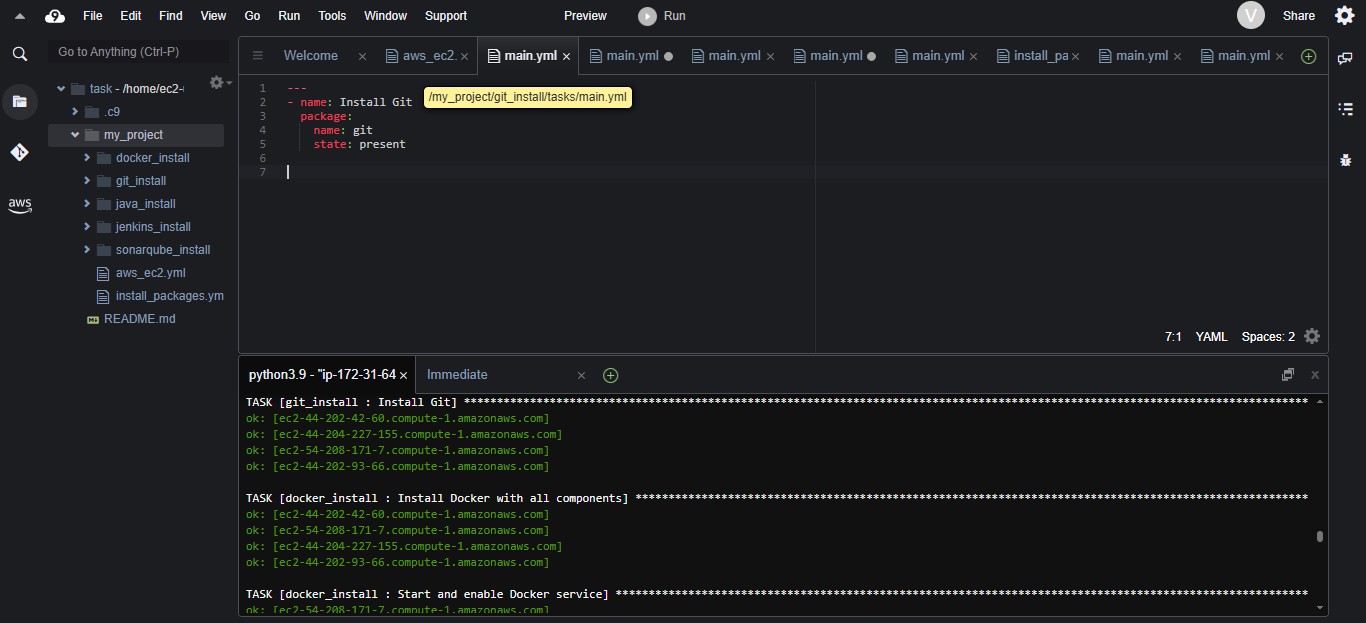 File Edit Find View Go Run Tools Window Support Preview Run V Share
Go to Anything (Ctrl-P)
Welcome aws_ec2. main.yml main.yml main.yml main.yml main.yml install_pa main.yml main.yml
task - /home/ec2-
.c9
my_project
docker_install
git_install
java_install
jenkins_install
sonarqube_install
aws_ec2.yml
install_packages.ym
README.md
aws
/my_project/git_install/tasks/main.yml
1 ---
2 - name: Install Git
3 package:
4 name: git
5 state: present
6
7
7:1 YAML Spaces: 2
python3.9 - "ip-172-31-64 Immediate
TASK [git_install : Install Git] *********************************************************************************************************************************
ok: [ec2-44-202-42-60.compute-1.amazonaws.com]
ok: [ec2-44-204-227-155.compute-1.amazonaws.com]
ok: [ec2-54-208-171-7.compute-1.amazonaws.com]
ok: [ec2-44-202-93-66.compute-1.amazonaws.com]
TASK [docker_install : Install Docker with all components] *******************************************************************************************************
ok: [ec2-44-202-42-60.compute-1.amazonaws.com]
ok: [ec2-54-208-171-7.compute-1.amazonaws.com]
ok: [ec2-44-204-227-155.compute-1.amazonaws.com]
ok: [ec2-44-202-93-66.compute-1.amazonaws.com]
TASK [docker_install : Start and enable Docker service] **********************************************************************************************************
ok: [ec2-54-208-171-7.compute-1.amazonaws.com]